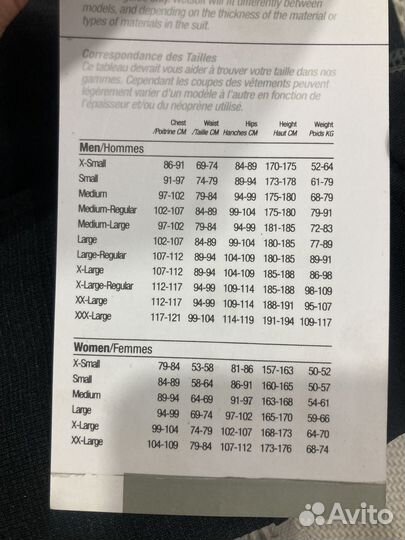 models, and depending on the thickness of the material or
types of materials in the suit.
Correspondance des Tailles
Ce tableau devrait vous aider à trouver votre taille dans nos
gammes. Cependant les coupes des vêtements peuvent
légèrement varier d'un modèle à l'autre en fonction de
l'épaisseur et/ou du néoprène utilisé.
Chest Waist Hips Height Weight
/Poitrine CM /Taille CM Hanches CM Haut CM Poids KG
Men/Hommes
X-Small 86-91 69-74 84-89 170-175 52-64
Small 91-97 74-79 89-94 173-178 61-79
Medium 97-102 79-84 94-99 175-180 68-79
Medium-Regular 102-107 84-89 99-104 175-180 79-91
Medium-Large 97-102 79-84 94-99 181-185 72-83
Large 102-107 84-89 99-104 180-185 77-89
Large-Regular 107-112 89-94 104-109 180-185 89-91
X-Large 107-112 89-94 104-109 185-188 86-98
X-Large-Regular 112-117 94-99 109-114 185-188 98-109
XX-Large 112-117 94-99 109-114 188-191 95-107
XXX-Large 117-121 99-104 114-119 191-194 109-117
Women/Femmes
X-Small 79-84 53-58 81-86 157-163 50-52
Small 84-89 58-64 86-91 160-165 50-57
Medium 89-94 64-69 91-97 163-168 54-61
Large 94-99 69-74 97-102 165-170 59-66
X-Large 99-104 74-79 102-107 168-173 64-70
XX-Large 104-109 79-84 107-112 173-176 68-74
Avito